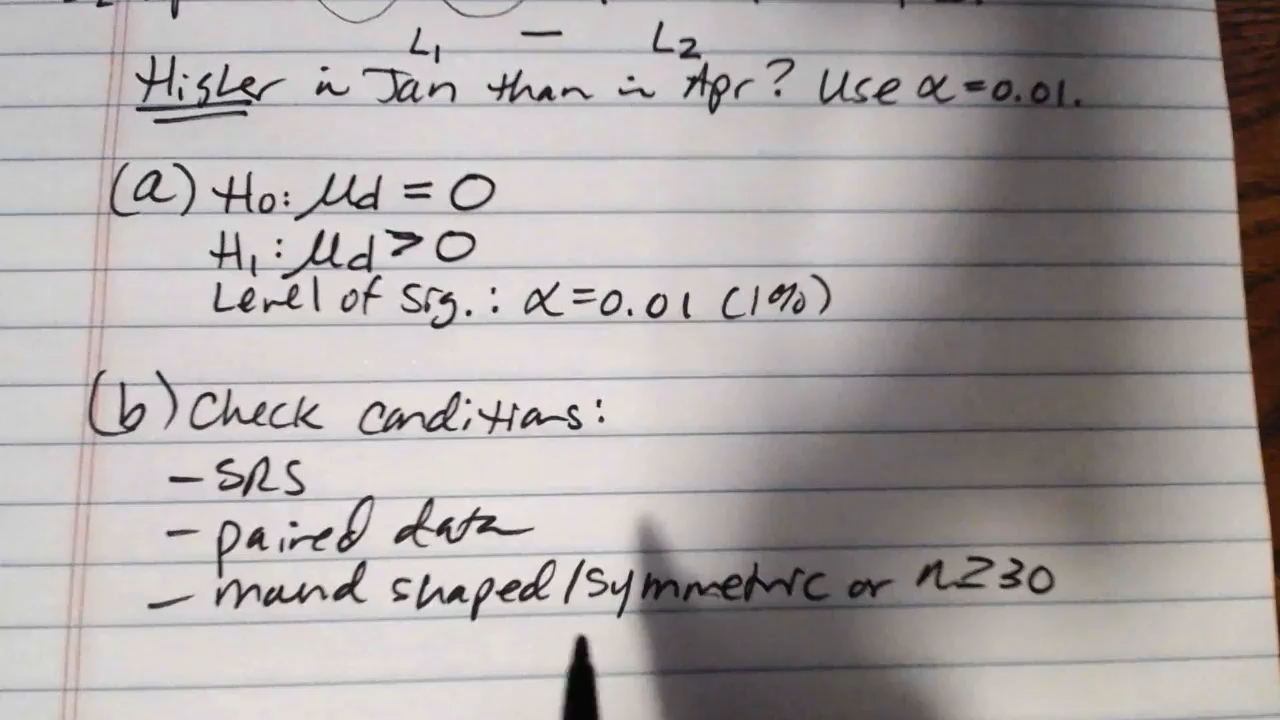 L₁ − L₂
Higher in Jan than in Apr? Use α=0.01.
(a) H₀: μd = 0
H₁: μd > 0
Level of sig.: α=0.01 (1%)
(b) Check conditions:
– SRS
– paired data
– mound shaped/symmetric or n≥30